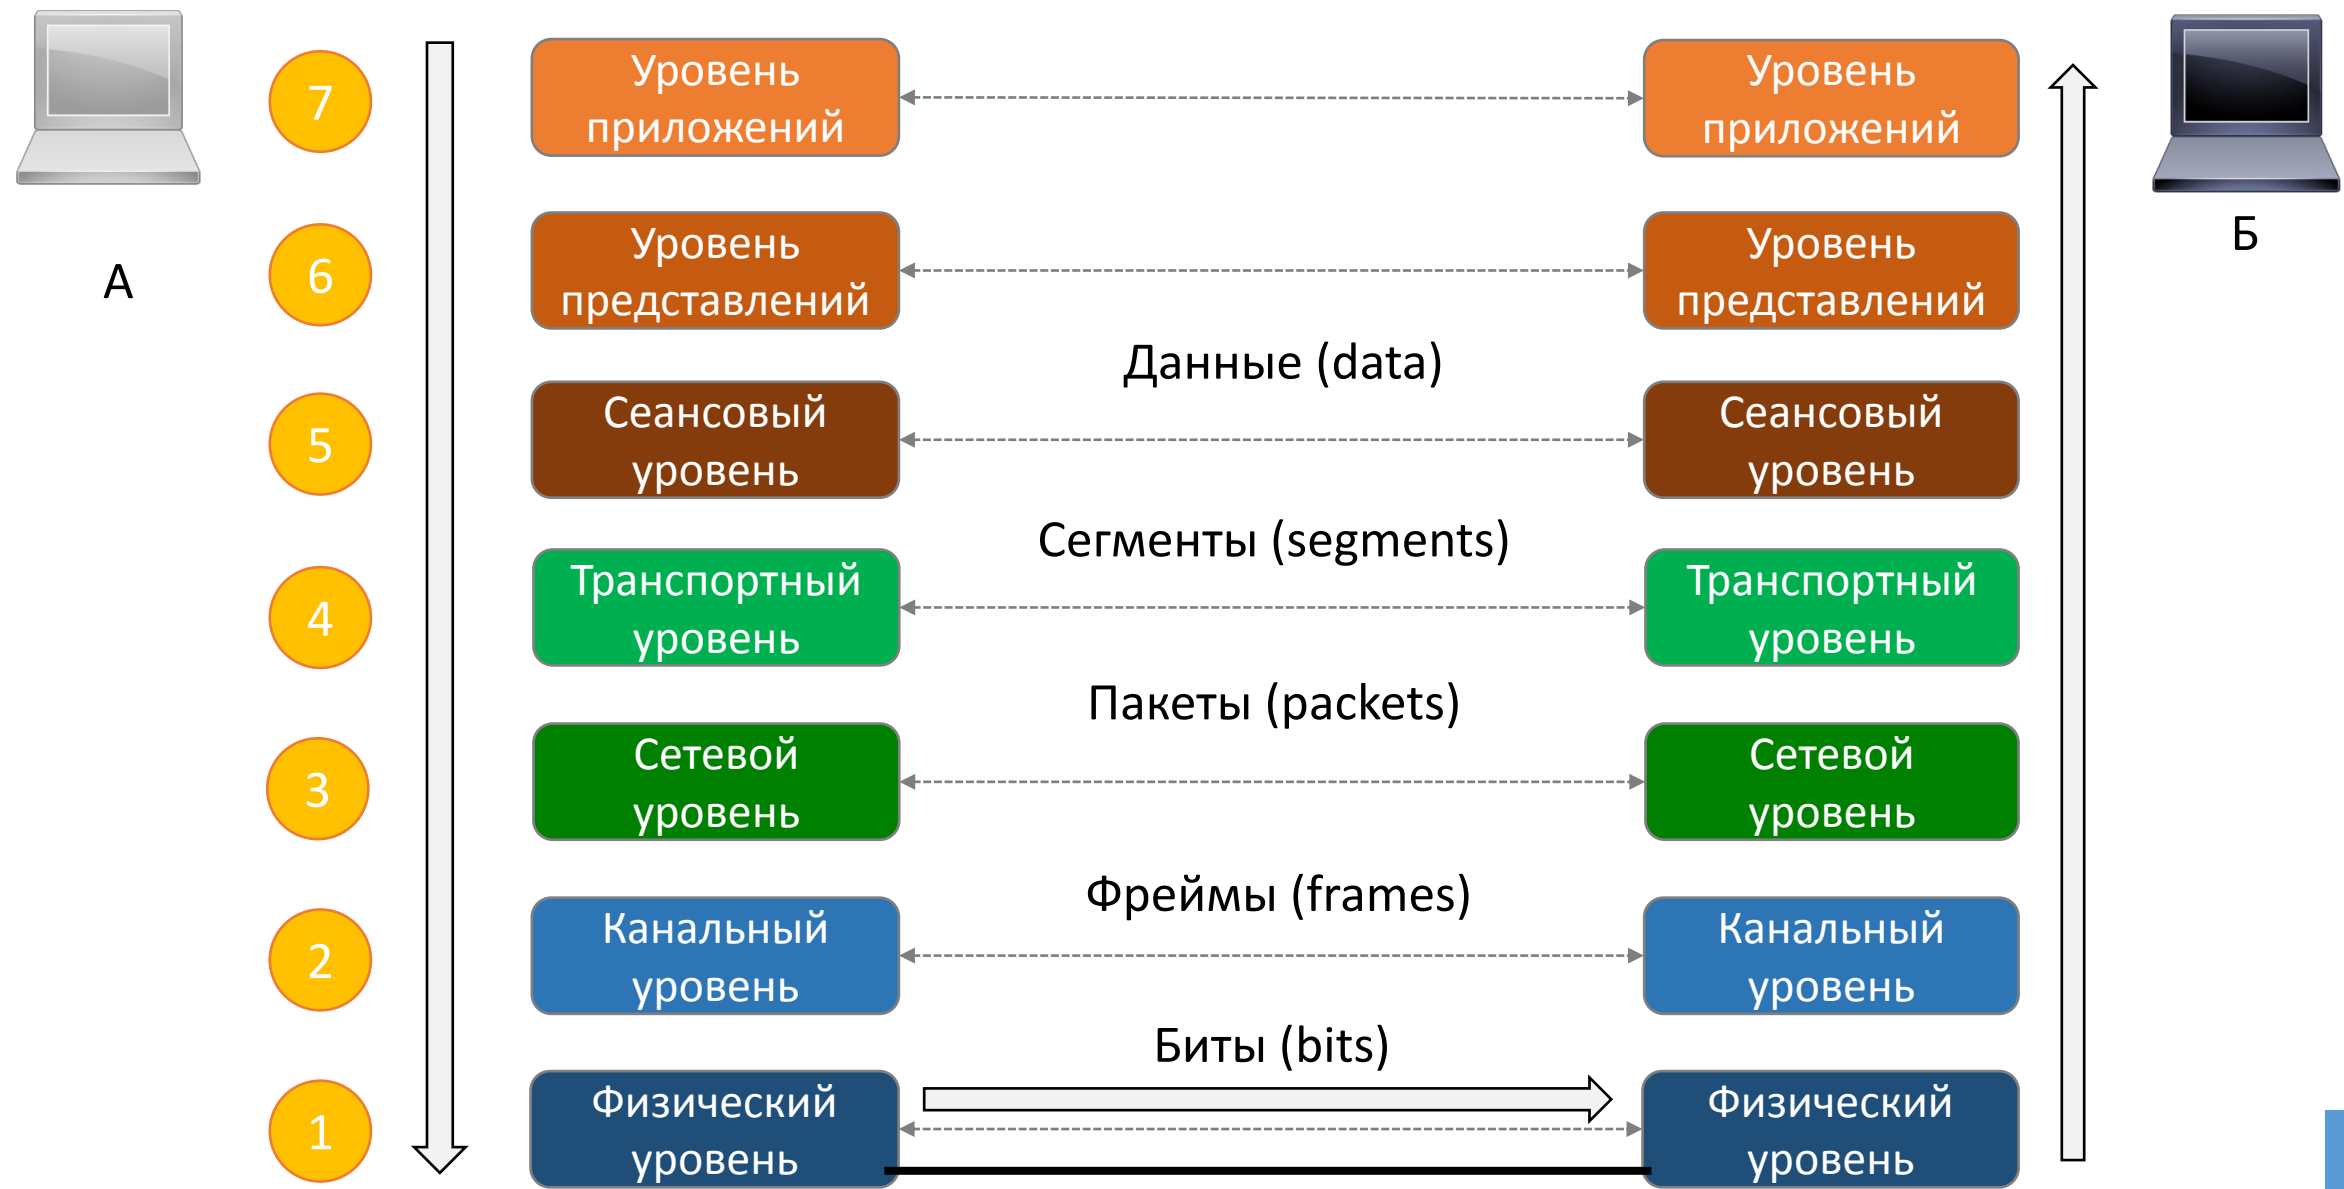 7
Уровень
приложений
Уровень
приложений
А
Б
6
Уровень
представлений
Уровень
представлений
Данные (data)
5
Сеансовый
уровень
Сеансовый
уровень
Сегменты (segments)
4
Транспортный
уровень
Транспортный
уровень
Пакеты (packets)
3
Сетевой
уровень
Сетевой
уровень
Фреймы (frames)
2
Канальный
уровень
Канальный
уровень
Биты (bits)
1
Физический
уровень
Физический
уровень